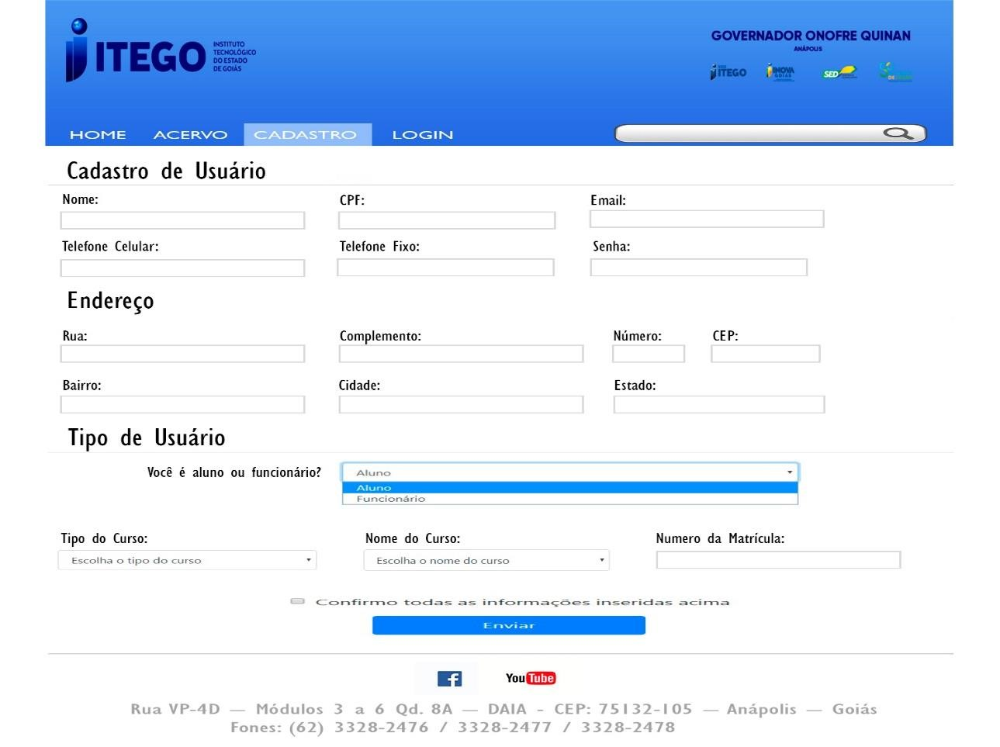 ITEGO
INSTITUTO
TECNOLÓGICO
DO ESTADO
DE GOIÁS
GOVERNADOR ONOFRE QUINAN
ANÁPOLIS
ITEGO INOVA GOIÁS SED
HOME ACERVO CADASTRO LOGIN
Cadastro de Usuário
Nome: CPF: Email:
Telefone Celular: Telefone Fixo: Senha:
Endereço
Rua: Complemento: Número: CEP:
Bairro: Cidade: Estado:
Tipo de Usuário
Você é aluno ou funcionário? Aluno
Aluno
Funcionário
Tipo do Curso: Nome do Curso: Numero da Matrícula:
Escolha o tipo do curso Escolha o nome do curso
Confirmo todas as informações inseridas acima
Enviar
f YouTube
Rua VP-4D — Módulos 3 a 6 Qd. 8A — DAIA - CEP: 75132-105 — Anápolis — Goiás
Fones: (62) 3328-2476 / 3328-2477 / 3328-2478